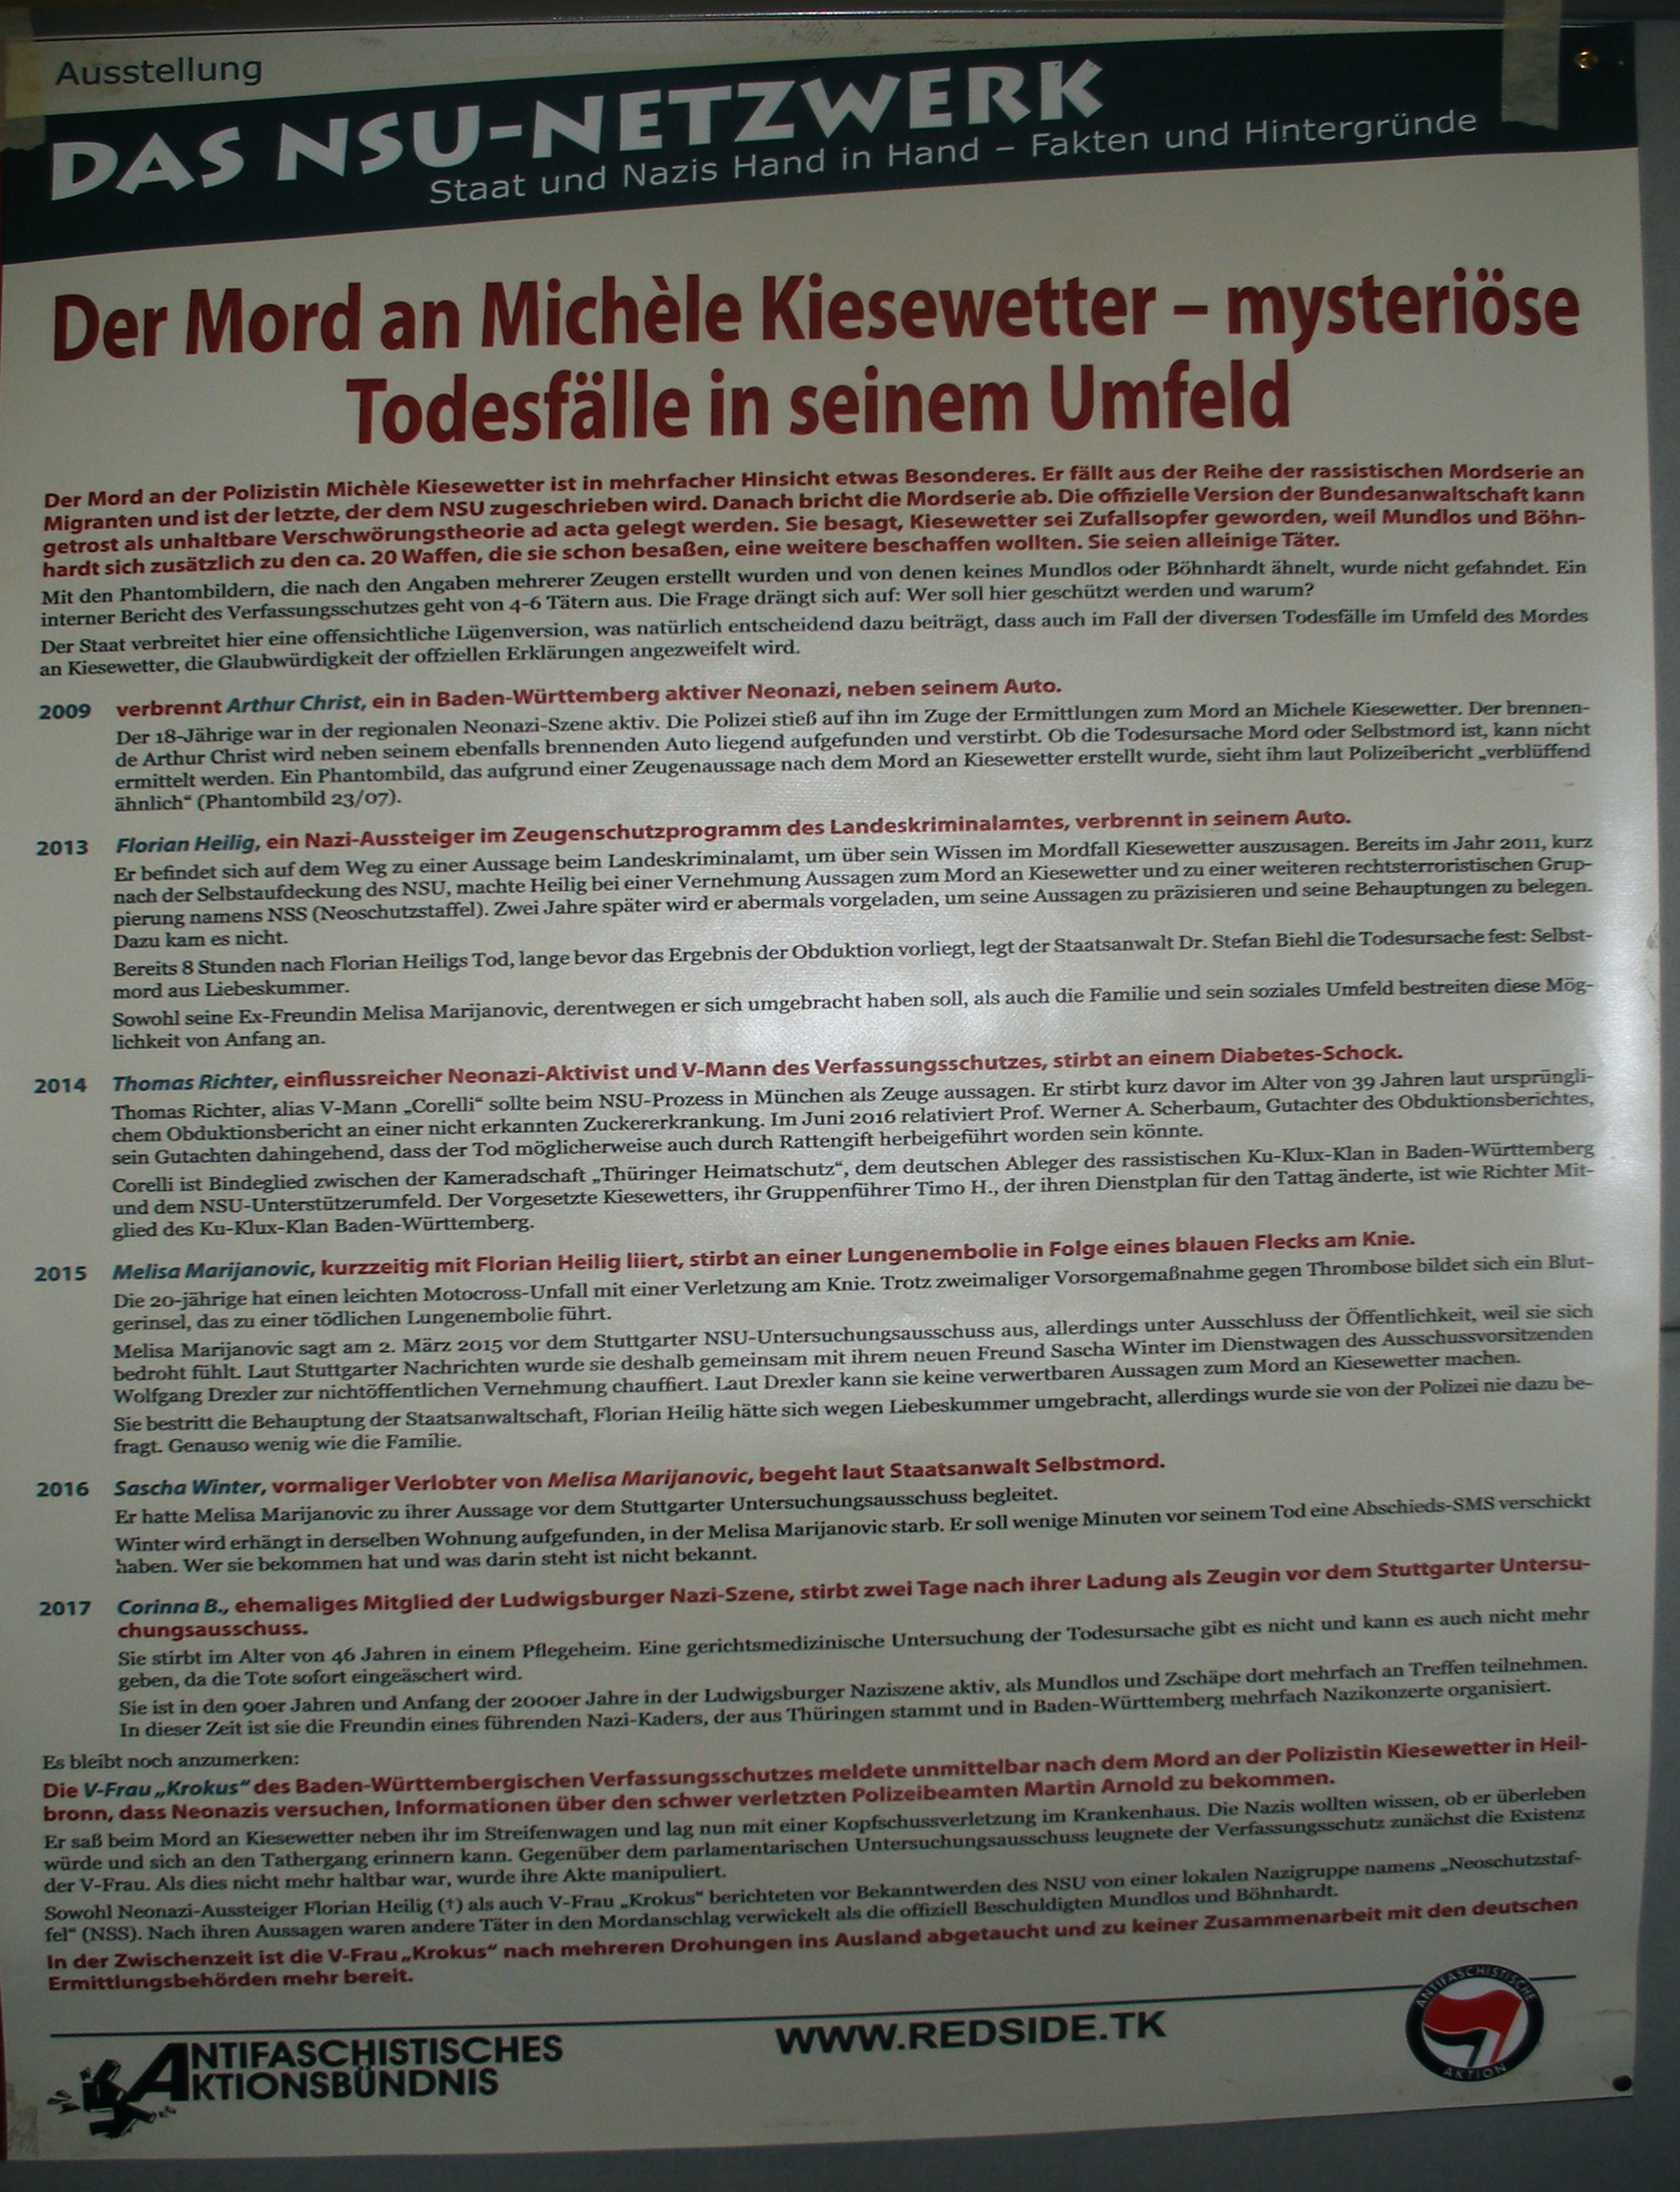 Ausstellung
DAS NSU-NETZWERK
Staat und Nazis Hand in Hand – Fakten und Hintergründe
Der Mord an Michèle Kiesewetter – mysteriöse
Todesfälle in seinem Umfeld
Der Mord an der Polizistin Michèle Kiesewetter ist in mehrfacher Hinsicht etwas Besonderes. Er fällt aus der Reihe der rassistischen Mordserie an
Migranten und ist der letzte, der dem NSU zugeschrieben wird. Danach bricht die Mordserie ab. Die offizielle Version der Bundesanwaltschaft kann
getrost als unhaltbare Verschwörungstheorie ad acta gelegt werden. Sie besagt, Kiesewetter sei Zufallsopfer geworden, weil Mundlos und Böhn-
hardt sich zusätzlich zu den ca. 20 Waffen, die sie schon besaßen, eine weitere beschaffen wollten. Sie seien alleinige Täter.
Mit den Phantombildern, die nach den Angaben mehrerer Zeugen erstellt wurden und von denen keines Mundlos oder Böhnhardt ähnelt, wurde nicht gefahndet. Ein
interner Bericht des Verfassungsschutzes geht von 4-6 Tätern aus. Die Frage drängt sich auf: Wer soll hier geschützt werden und warum?
Der Staat verbreitet hier eine offensichtliche Lügenversion, was natürlich entscheidend dazu beiträgt, dass auch im Fall der diversen Todesfälle im Umfeld des Mordes
an Kiesewetter, die Glaubwürdigkeit der offziellen Erklärungen angezweifelt wird.
2009 verbrennt Arthur Christ, ein in Baden-Württemberg aktiver Neonazi, neben seinem Auto.
Der 18-Jährige war in der regionalen Neonazi-Szene aktiv. Die Polizei stieß auf ihn im Zuge der Ermittlungen zum Mord an Michele Kiesewetter. Der brennen-
de Arthur Christ wird neben seinem ebenfalls brennenden Auto liegend aufgefunden und verstirbt. Ob die Todesursache Mord oder Selbstmord ist, kann nicht
ermittelt werden. Ein Phantombild, das aufgrund einer Zeugenaussage nach dem Mord an Kiesewetter erstellt wurde, sieht ihm laut Polizeibericht „verblüffend
ähnlich“ (Phantombild 23/07).
2013 Florian Heilig, ein Nazi-Aussteiger im Zeugenschutzprogramm des Landeskriminalamtes, verbrennt in seinem Auto.
Er befindet sich auf dem Weg zu einer Aussage beim Landeskriminalamt, um über sein Wissen im Mordfall Kiesewetter auszusagen. Bereits im Jahr 2011, kurz
nach der Selbstaufdeckung des NSU, machte Heilig bei einer Vernehmung Aussagen zum Mord an Kiesewetter und zu einer weiteren rechtsterroristischen Grup-
pierung namens NSS (Neoschutzstaffel). Zwei Jahre später wird er abermals vorgeladen, um seine Aussagen zu präzisieren und seine Behauptungen zu belegen.
Dazu kam es nicht.
Bereits 8 Stunden nach Florian Heiligs Tod, lange bevor das Ergebnis der Obduktion vorliegt, legt der Staatsanwalt Dr. Stefan Biehl die Todesursache fest: Selbst-
mord aus Liebeskummer.
Sowohl seine Ex-Freundin Melisa Marijanovic, derentwegen er sich umgebracht haben soll, als auch die Familie und sein soziales Umfeld bestreiten diese Mög-
lichkeit von Anfang an.
2014 Thomas Richter, einflussreicher Neonazi-Aktivist und V-Mann des Verfassungsschutzes, stirbt an einem Diabetes-Schock.
Thomas Richter, alias V-Mann „Corelli“ sollte beim NSU-Prozess in München als Zeuge aussagen. Er stirbt kurz davor im Alter von 39 Jahren laut ursprüngli-
chem Obduktionsbericht an einer nicht erkannten Zuckererkrankung. Im Juni 2016 relativiert Prof. Werner A. Scherbaum, Gutachter des Obduktionsberichtes,
sein Gutachten dahingehend, dass der Tod möglicherweise auch durch Rattengift herbeigeführt worden sein könnte.
Corelli ist Bindeglied zwischen der Kameradschaft „Thüringer Heimatschutz“, dem deutschen Ableger des rassistischen Ku-Klux-Klan in Baden-Württemberg
und dem NSU-Unterstützerumfeld. Der Vorgesetzte Kiesewetters, ihr Gruppenführer Timo H., der ihren Dienstplan für den Tattag änderte, ist wie Richter Mit-
glied des Ku-Klux-Klan Baden-Württemberg.
2015 Melisa Marijanovic, kurzzeitig mit Florian Heilig liiert, stirbt an einer Lungenembolie in Folge eines blauen Flecks am Knie.
Die 20-jährige hat einen leichten Motocross-Unfall mit einer Verletzung am Knie. Trotz zweimaliger Vorsorgemaßnahme gegen Thrombose bildet sich ein Blut-
gerinsel, das zu einer tödlichen Lungenembolie führt.
Melisa Marijanovic sagt am 2. März 2015 vor dem Stuttgarter NSU-Untersuchungsausschuss aus, allerdings unter Ausschluss der Öffentlichkeit, weil sie sich
bedroht fühlt. Laut Stuttgarter Nachrichten wurde sie deshalb gemeinsam mit ihrem neuen Freund Sascha Winter im Dienstwagen des Ausschussvorsitzenden
Wolfgang Drexler zur nichtöffentlichen Vernehmung chauffiert. Laut Drexler kann sie keine verwertbaren Aussagen zum Mord an Kiesewetter machen.
Sie bestritt die Behauptung der Staatsanwaltschaft, Florian Heilig hätte sich wegen Liebeskummer umgebracht, allerdings wurde sie von der Polizei nie dazu be-
fragt. Genauso wenig wie die Familie.
2016 Sascha Winter, vormaliger Verlobter von Melisa Marijanovic, begeht laut Staatsanwalt Selbstmord.
Er hatte Melisa Marijanovic zu ihrer Aussage vor dem Stuttgarter Untersuchungsausschuss begleitet.
Winter wird erhängt in derselben Wohnung aufgefunden, in der Melisa Marijanovic starb. Er soll wenige Minuten vor seinem Tod eine Abschieds-SMS verschickt
haben. Wer sie bekommen hat und was darin steht ist nicht bekannt.
2017 Corinna B., ehemaliges Mitglied der Ludwigsburger Nazi-Szene, stirbt zwei Tage nach ihrer Ladung als Zeugin vor dem Stuttgarter Untersu-
chungsausschuss.
Sie stirbt im Alter von 46 Jahren in einem Pflegeheim. Eine gerichtsmedizinische Untersuchung der Todesursache gibt es nicht und kann es auch nicht mehr
geben, da die Tote sofort eingeäschert wird.
Sie ist in den 90er Jahren und Anfang der 2000er Jahre in der Ludwigsburger Naziszene aktiv, als Mundlos und Zschäpe dort mehrfach an Treffen teilnehmen.
In dieser Zeit ist sie die Freundin eines führenden Nazi-Kaders, der aus Thüringen stammt und in Baden-Württemberg mehrfach Nazikonzerte organisiert.
Es bleibt noch anzumerken:
Die V-Frau „Krokus“ des Baden-Württembergischen Verfassungsschutzes meldete unmittelbar nach dem Mord an der Polizistin Kiesewetter in Heil-
bronn, dass Neonazis versuchen, Informationen über den schwer verletzten Polizeibeamten Martin Arnold zu bekommen.
Er saß beim Mord an Kiesewetter neben ihr im Streifenwagen und lag nun mit einer Kopfschussverletzung im Krankenhaus. Die Nazis wollten wissen, ob er überleben
würde und sich an den Tathergang erinnern kann. Gegenüber dem parlamentarischen Untersuchungsausschuss leugnete der Verfassungsschutz zunächst die Existenz
der V-Frau. Als dies nicht mehr haltbar war, wurde ihre Akte manipuliert.
Sowohl Neonazi-Aussteiger Florian Heilig (†) als auch V-Frau „Krokus“ berichteten vor Bekanntwerden des NSU von einer lokalen Nazigruppe namens „Neoschutzstaf-
fel“ (NSS). Nach ihren Aussagen waren andere Täter in den Mordanschlag verwickelt als die offiziell Beschuldigten Mundlos und Böhnhardt.
In der Zwischenzeit ist die V-Frau „Krokus“ nach mehreren Drohungen ins Ausland abgetaucht und zu keiner Zusammenarbeit mit den deutschen
Ermittlungsbehörden mehr bereit.
ANTIFASCHISTISCHES
AKTIONSBÜNDNIS
WWW.REDSIDE.TK
ANTIFASCHISTISCHE
AKTION